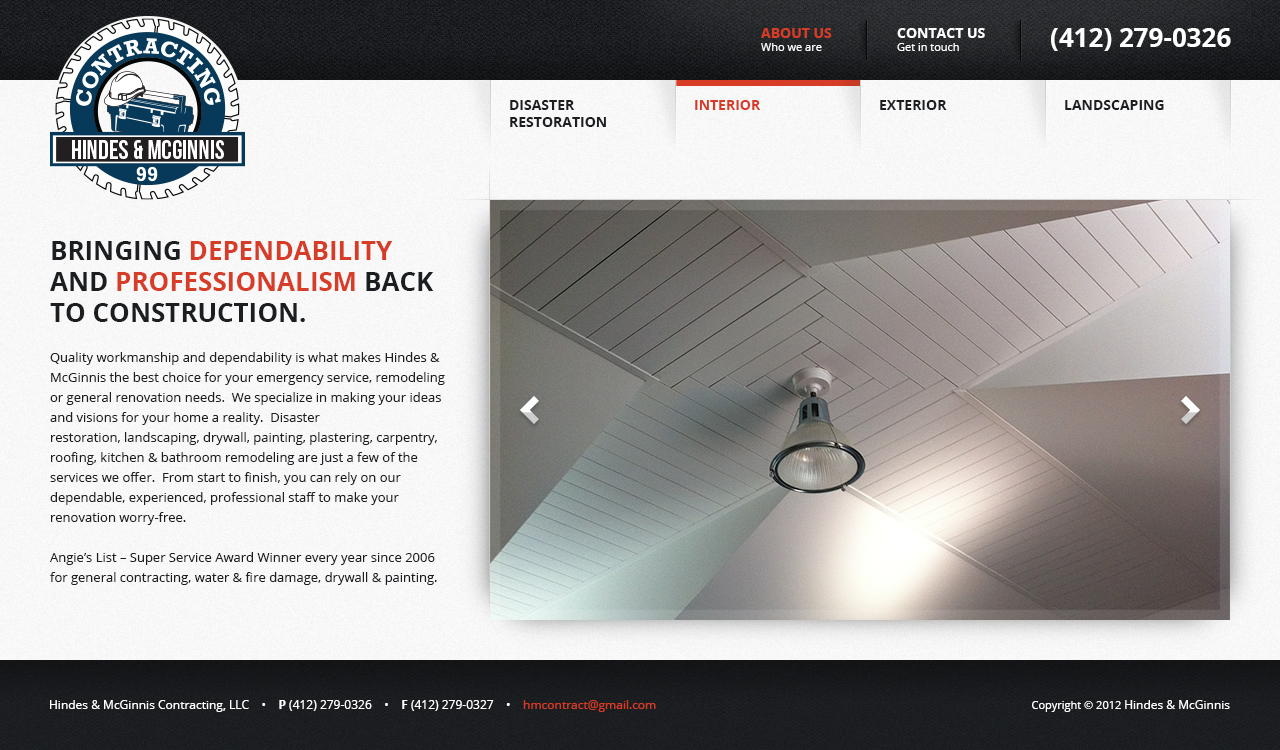 CONTRACTING
HINDES & MCGINNIS
99
ABOUT US
Who we are
CONTACT US
Get in touch
(412) 279-0326
DISASTER
RESTORATION
INTERIOR
EXTERIOR
LANDSCAPING
BRINGING DEPENDABILITY
AND PROFESSIONALISM BACK
TO CONSTRUCTION.
Quality workmanship and dependability is what makes Hindes &
McGinnis the best choice for your emergency service, remodeling
or general renovation needs.  We specialize in making your ideas
and visions for your home a reality.  Disaster
restoration, landscaping, drywall, painting, plastering, carpentry,
roofing, kitchen & bathroom remodeling are just a few of the
services we offer.  From start to finish, you can rely on our
dependable, experienced, professional staff to make your
renovation worry-free.
Angie’s List – Super Service Award Winner every year since 2006
for general contracting, water & fire damage, drywall & painting.
Hindes & McGinnis Contracting, LLC • P (412) 279-0326 • F (412) 279-0327 • hmcontract@gmail.com
Copyright © 2012 Hindes & McGinnis